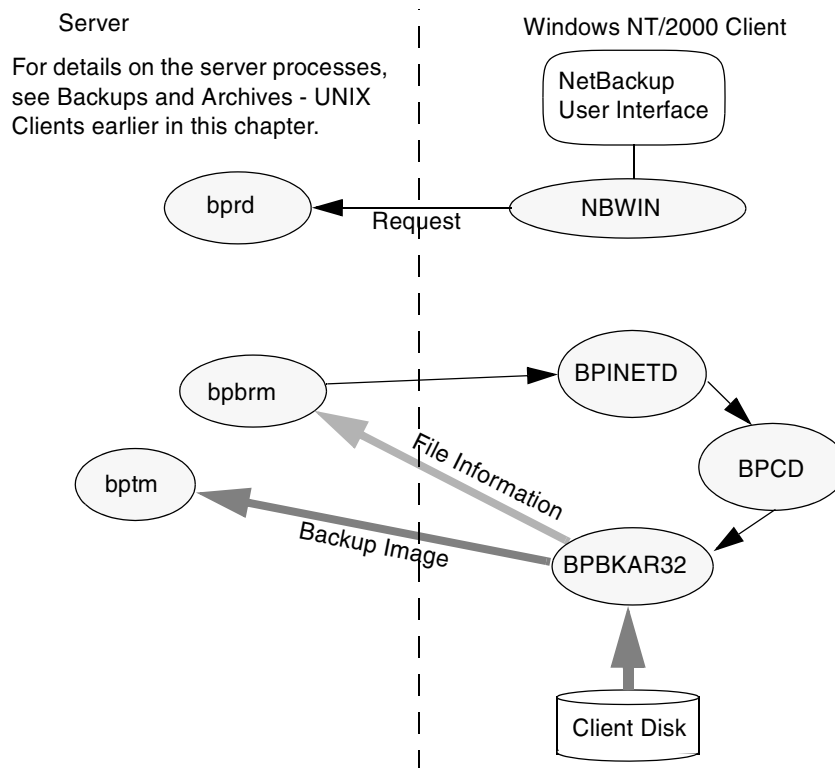 Server
Windows NT/2000 Client
For details on the server processes,
see Backups and Archives - UNIX
Clients earlier in this chapter.
NetBackup
User Interface
bprd
Request
NBWIN
bpbrm
BPINETD
File Information
BPCD
bptm
Backup Image
BPBKAR32
Client Disk